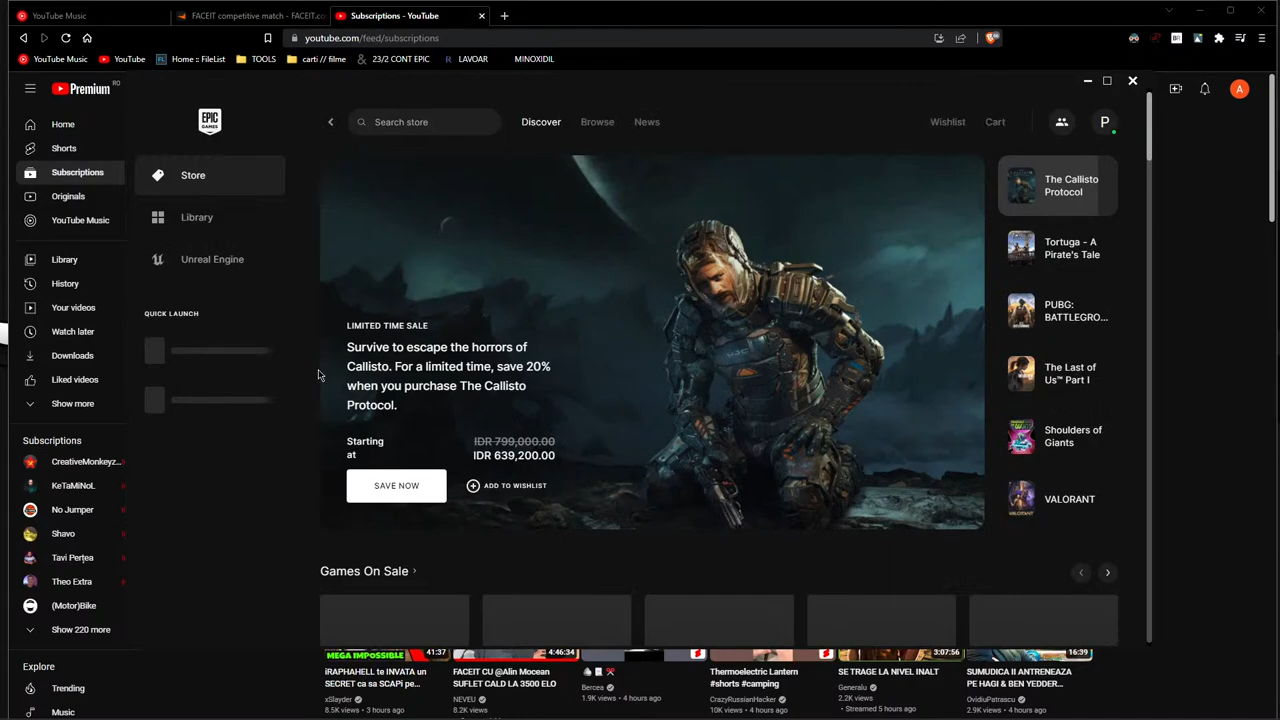 YouTube Music
FACEIT competitive match - FACEIT.co
Subscriptions - YouTube
youtube.com/feed/subscriptions
YouTube Music
YouTube
Home :: FileList
TOOLS
carti // filme
23/2 CONT EPIC
LAVOAR
MINOXIDIL
Premium RO
A
Home
Shorts
Subscriptions
Originals
YouTube Music
Library
History
Your videos
Watch later
Downloads
Liked videos
Show more
Subscriptions
CreativeMonkeyz...
KeTaMiNoL
No Jumper
Shavo
Tavi Perțea
Theo Extra
(Motor)Bike
Show 220 more
Explore
Trending
Music
EPIC
GAMES
Store
Library
Unreal Engine
QUICK LAUNCH
Search store
Discover
Browse
News
Wishlist
Cart
P
LIMITED TIME SALE
Survive to escape the horrors of
Callisto. For a limited time, save 20%
when you purchase The Callisto
Protocol.
Starting
at
IDR 799,000.00
IDR 639,200.00
SAVE NOW
ADD TO WISHLIST
The Callisto
Protocol
Tortuga - A
Pirate's Tale
PUBG:
BATTLEGRO...
The Last of
Us™ Part I
Shoulders of
Giants
VALORANT
Games On Sale
MEGA IMPOSSIBLE
41:37
4:46:34
3:07:56
16:39
iRAPHAHELL te INVATA un
SECRET ca sa SCAPi pe...
xSlayder
8.5K views • 3 hours ago
FACEIT CU @Alin Mocean
SUFLET CALD LA 3500 ELO
NEVEU
8.2K views
Bercea
1.9K views • 4 hours ago
Thermoelectric Lantern
#shorts #camping
CrazyRussianHacker
10K views • 4 hours ago
SE TRAGE LA NIVEL INALT
Generalu
2.2K views
• Streamed 5 hours ago
SUMUDICA II ANTRENEAZA
PE HAGI & BEN YEDDER...
OvidiuPatrascu
2.9K views • 4 hours ago